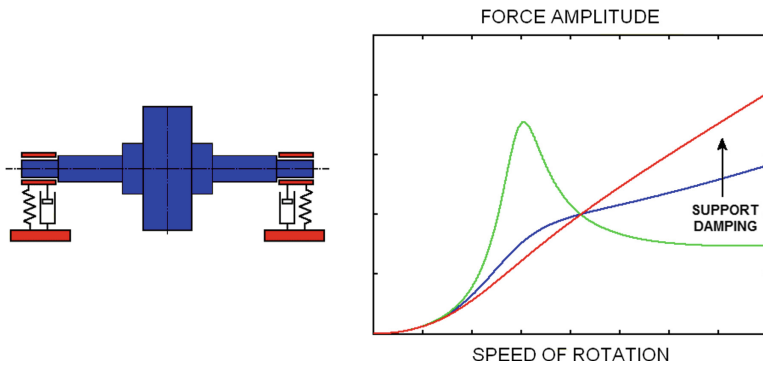 FORCE AMPLITUDE
SUPPORT
DAMPING
SPEED OF ROTATION